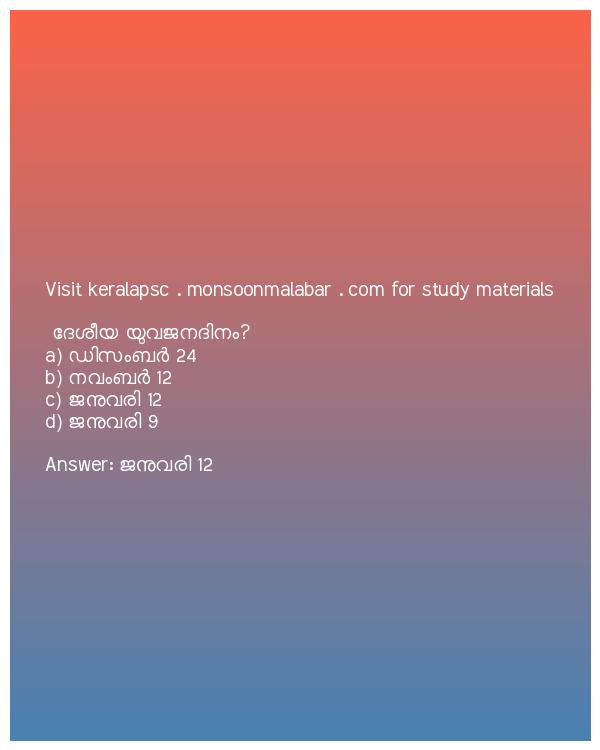 Visit keralapsc . monsoonmalabar . com for study materials
ദേശീയ യുവജനദിനം?
a) ഡിസംബർ 24
b) നവംബർ 12
c) ജനുവരി 12
d) ജനുവരി 9
Answer: ജനുവരി 12